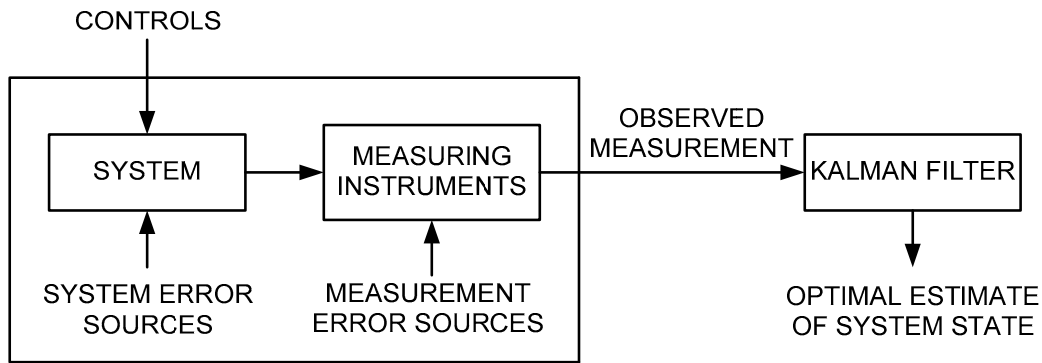 CONTROLS
SYSTEM
MEASURING
INSTRUMENTS
OBSERVED
MEASUREMENT
KALMAN FILTER
SYSTEM ERROR
SOURCES
MEASUREMENT
ERROR SOURCES
OPTIMAL ESTIMATE
OF SYSTEM STATE